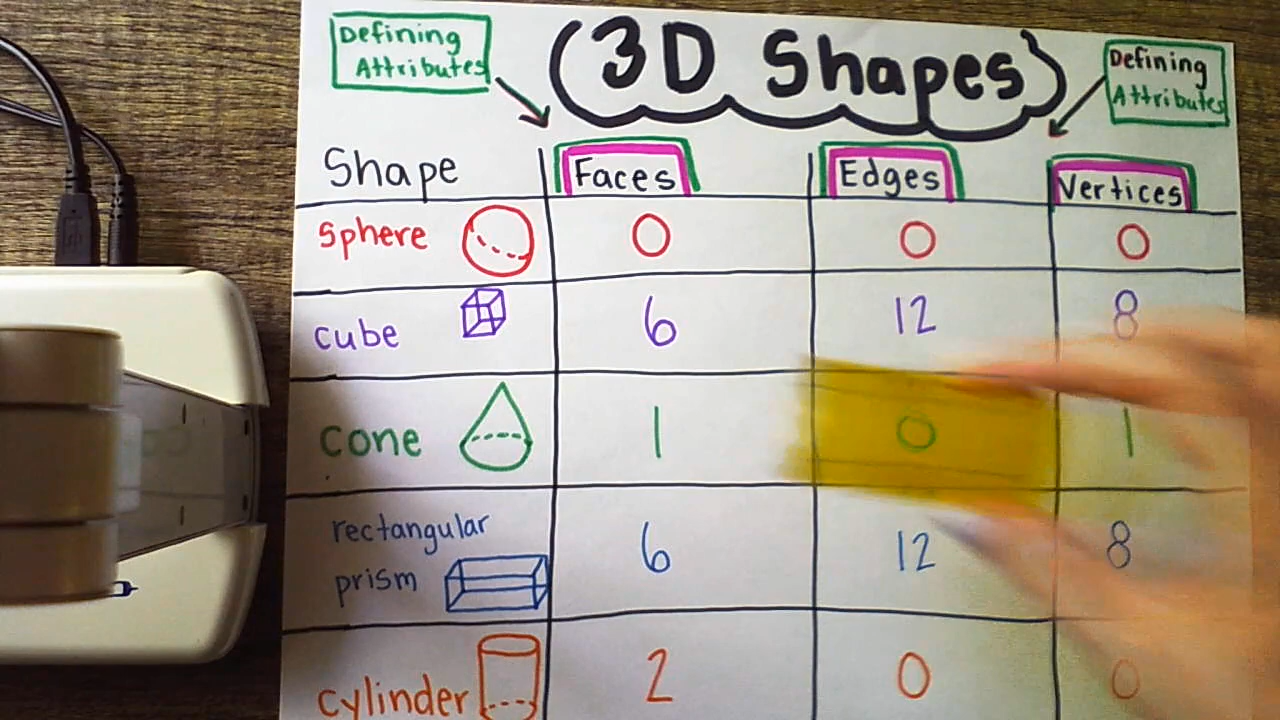 Defining
Attributes
(3D Shapes)
Defining
Attributes
Shape Faces Edges Vertices
sphere 0 0 0
cube 6 12 8
cone 1 0 1
rectangular
prism 6 12 8
cylinder 2 0 0